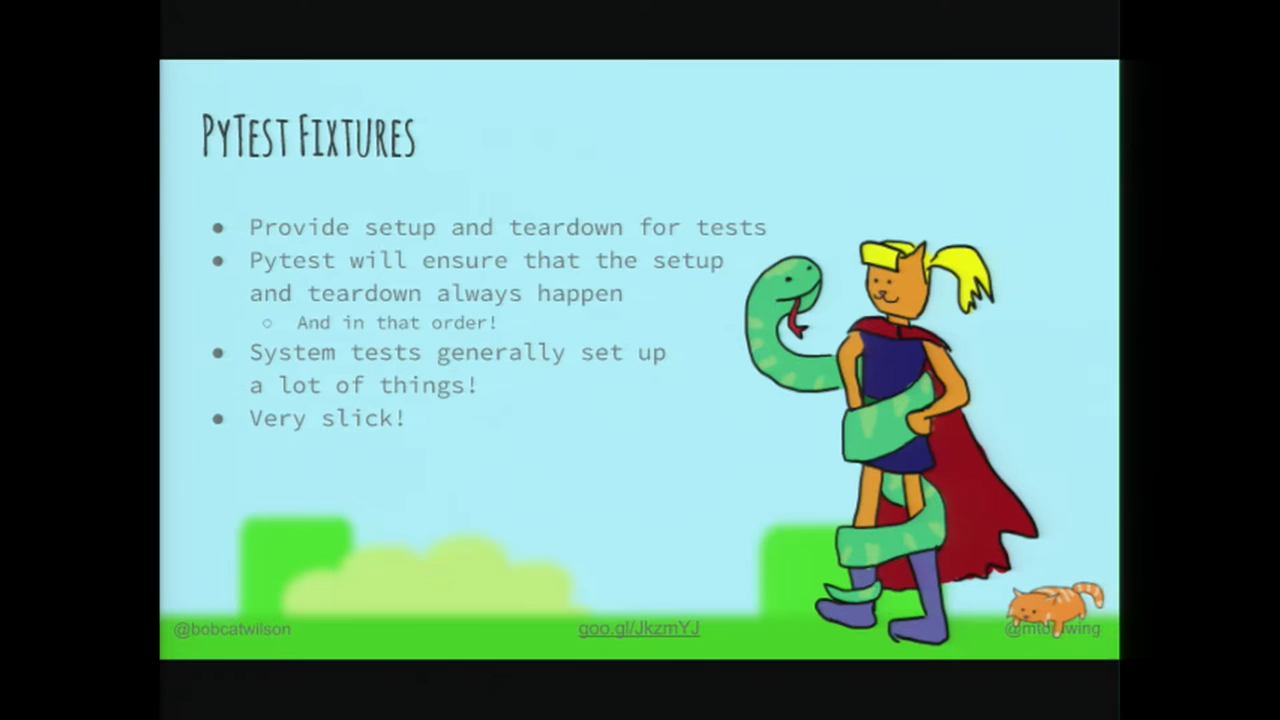 PyTest Fixtures
● Provide setup and teardown for tests
● Pytest will ensure that the setup
and teardown always happen
○ And in that order!
● System tests generally set up
a lot of things!
● Very slick!
@bobcatwilson
goo.gl/JkzmYJ